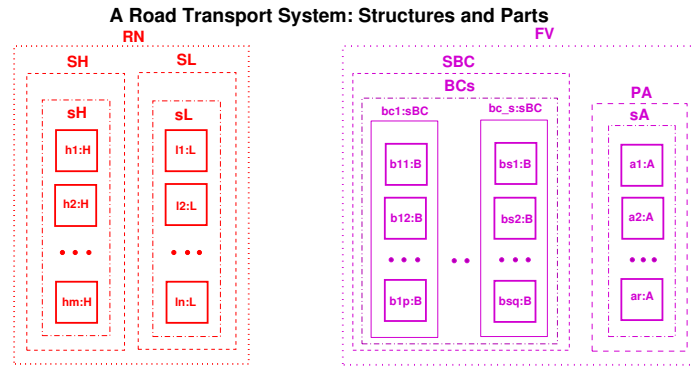 A Road Transport System: Structures and Parts
RN
FV
SH
SL
SBC
BCs
PA
sH
sL
bc1:sBC
bc_s:sBC
sA
h1:H
l1:L
b11:B
bs1:B
a1:A
h2:H
l2:L
b12:B
bs2:B
a2:A
• • •
• • •
• • •
• •
• • •
• • •
hm:H
ln:L
b1p:B
bsq:B
ar:A